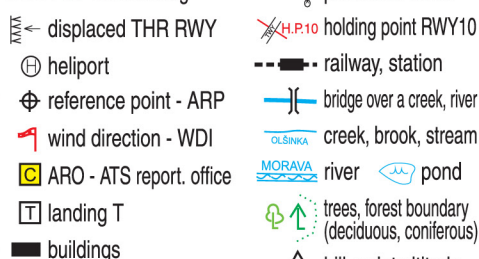 displaced THR RWY
H heliport
reference point - ARP
wind direction - WDI
C ARO - ATS report. office
T landing T
buildings
TWY H.P.10 holding point RWY10
railway, station
bridge over a creek, river
OLŠINKA creek, brook, stream
MORAVA river
pond
trees, forest boundary
(deciduous, coniferous)